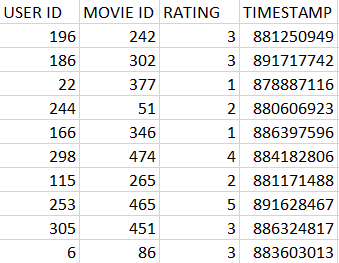 USER ID MOVIE ID RATING TIMESTAMP
196 242 3 881250949
186 302 3 891717742
22 377 1 878887116
244 51 2 880606923
166 346 1 886397596
298 474 4 884182806
115 265 2 881171488
253 465 5 891628467
305 451 3 886324817
6 86 3 883603013